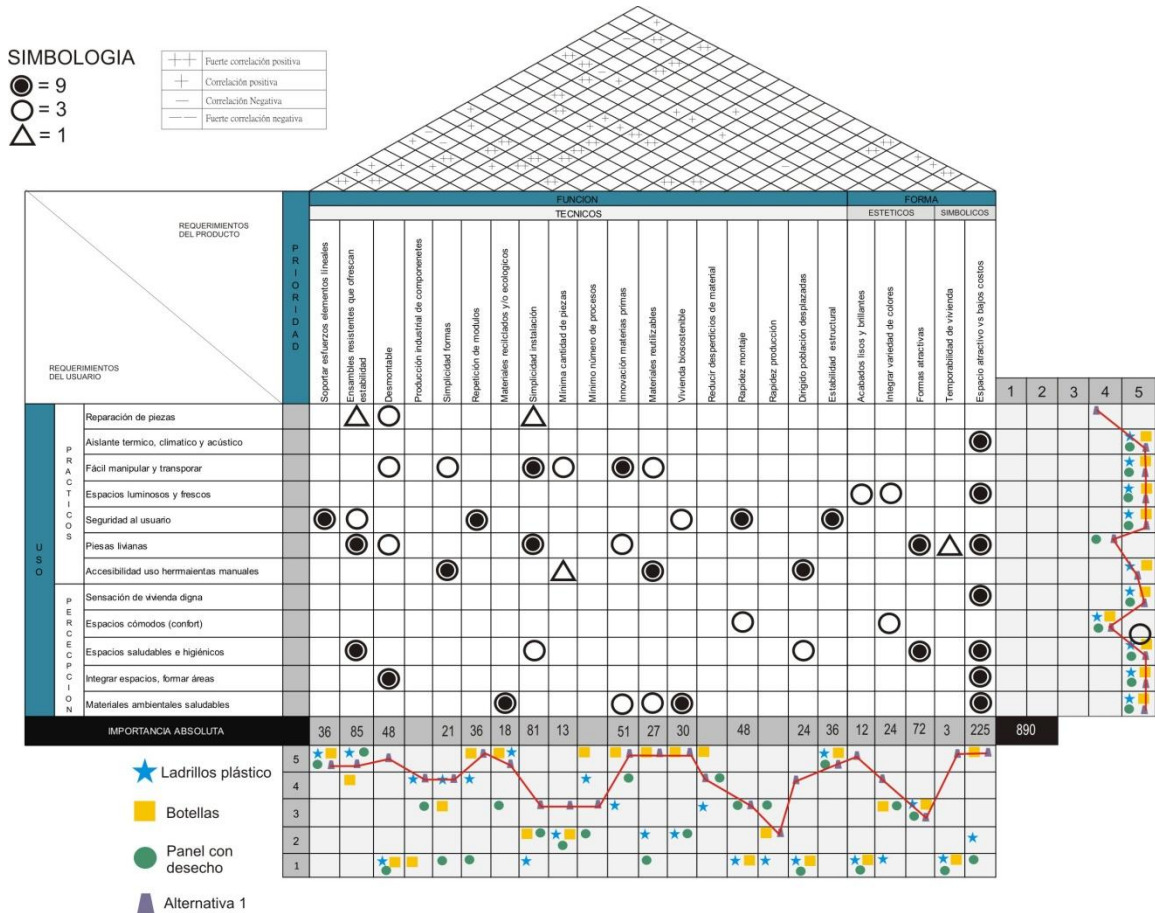 SIMBOLOGIA
= 9
= 3
= 1
++ Fuerte correlación positiva
+ Correlación positiva
— Correlación Negativa
—— Fuerte correlación negativa
REQUERIMIENTOS
DEL PRODUCTO
REQUERIMIENTOS
DEL USUARIO
PRIORIDAD
FUNCION
FORMA
TECNICOS
ESTETICOS
SIMBOLICOS
Soportar esfuerzos elementos líneales
Ensambles resistentes que ofrescan
estabilidad
Desmontable
Producción industrial de componenetes
Simplicidad formas
Repetición de modulos
Materiales recilciados y/o ecologicos
Simplicidad instalación
Minima cantidad de piezas
Minimo número de procesos
Innovación materias primas
Materiales reutilizables
Vivienda biosostenible
Reducir desperdicios de material
Rapidez montaje
Rapidez producción
Dirigido población desplazadas
Estabilidad estructural
Acabados lisos y brillantes
Integrar variedad de colores
Formas atractivas
Temporabilidad de vivienda
Espacio atractivo vs bajos costos
1 2 3 4 5
USO
PRACTICOS
Reparación de piezas
Aislante termico, climatico y acústico
Fácil manipular y transporar
Espacios luminosos y frescos
Seguridad al usuario
Piesas livianas
Accesibilidad uso herrmaientas manuales
PERCECPCION
Sensación de vivienda digna
Espacios cómodos (confort)
Espacios saludables e higiénicos
Integrar espacios, formar áreas
Materiales ambientales saludables
IMPORTANCIA ABSOLUTA 36 85 48 21 36 18 81 13 51 27 30 48 24 36 12 24 72 3 225 890
5
4
3
2
1
Ladrillos plástico
Botellas
Panel con
desecho
Alternativa 1